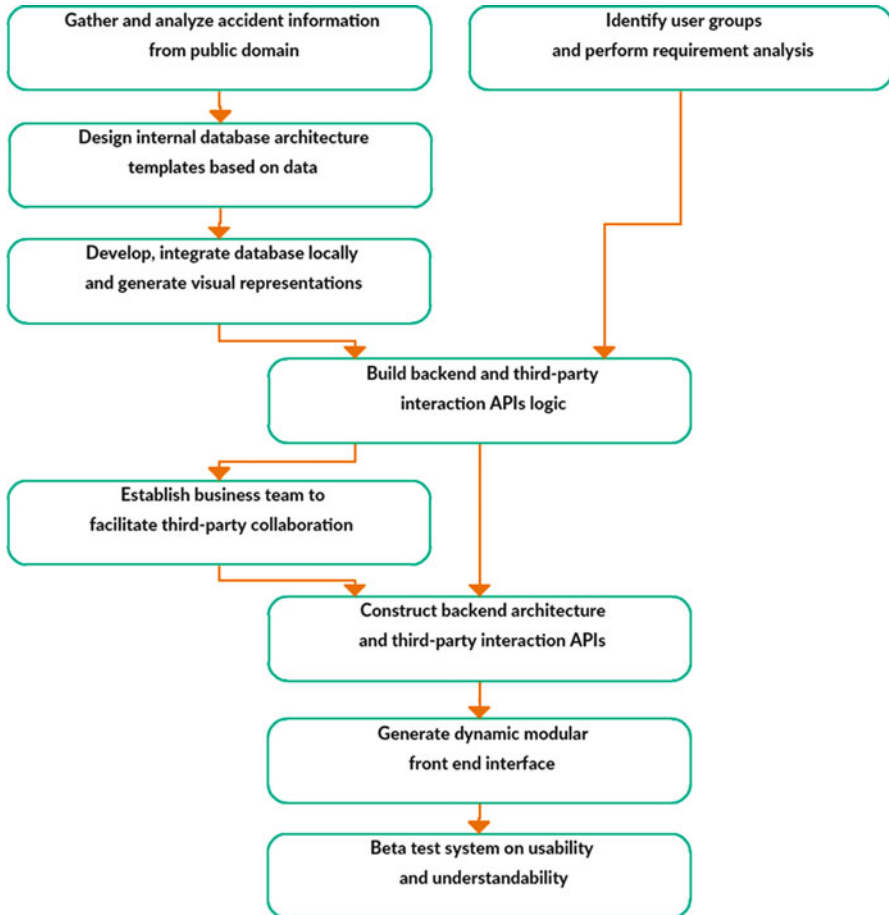 Gather and analyze accident information
from public domain
Identify user groups
and perform requirement analysis
Design internal database architecture
templates based on data
Develop, integrate database locally
and generate visual representations
Build backend and third-party
interaction APIs logic
Establish business team to
facilitate third-party collaboration
Construct backend architecture
and third-party interaction APIs
Generate dynamic modular
front end interface
Beta test system on usability
and understandability